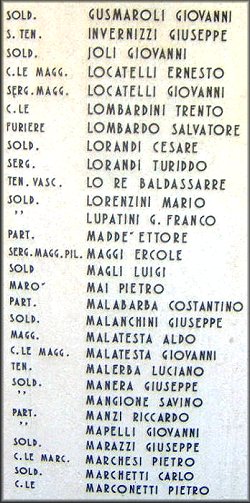 SOLD. GUSMAROLI GIOVANNI
S. TEN. INVERNIZZI GIUSEPPE
SOLD. JOLI GIOVANNI
C.LE MAGG. LOCATELLI ERNESTO
SERG. MAGG. LOCATELLI GIOVANNI
C.LE LOMBARDINI TRENTO
FURIERE LOMBARDO SALVATORE
SOLD. LORANDI CESARE
SERG. LORANDI TURIDDO
TEN. VASC. LO RE BALDASSARRE
SOLD. LORENZINI MARIO
" LUPATINI G. FRANCO
PART. MADDE' ETTORE
SERG. MAGG. PIL. MAGGI ERCOLE
SOLD MAGLI LUIGI
MARO' MAI PIETRO
PART. MALABARBA COSTANTINO
SOLD. MALANCHINI GIUSEPPE
MAGG. MALATESTA ALDO
C.LE MAGG. MALATESTA GIOVANNI
TEN. MALERBA LUCIANO
SOLD. MANERA GIUSEPPE
" MANGIONE SAVINO
PART. MANZI RICCARDO
" MAPELLI GIOVANNI
SOLD. MARAZZI GIUSEPPE
C.LE MARC. MARCHESI PIETRO
SOLD. MARCHETTI CARLO
C.LE MARCONETTI PIETRO